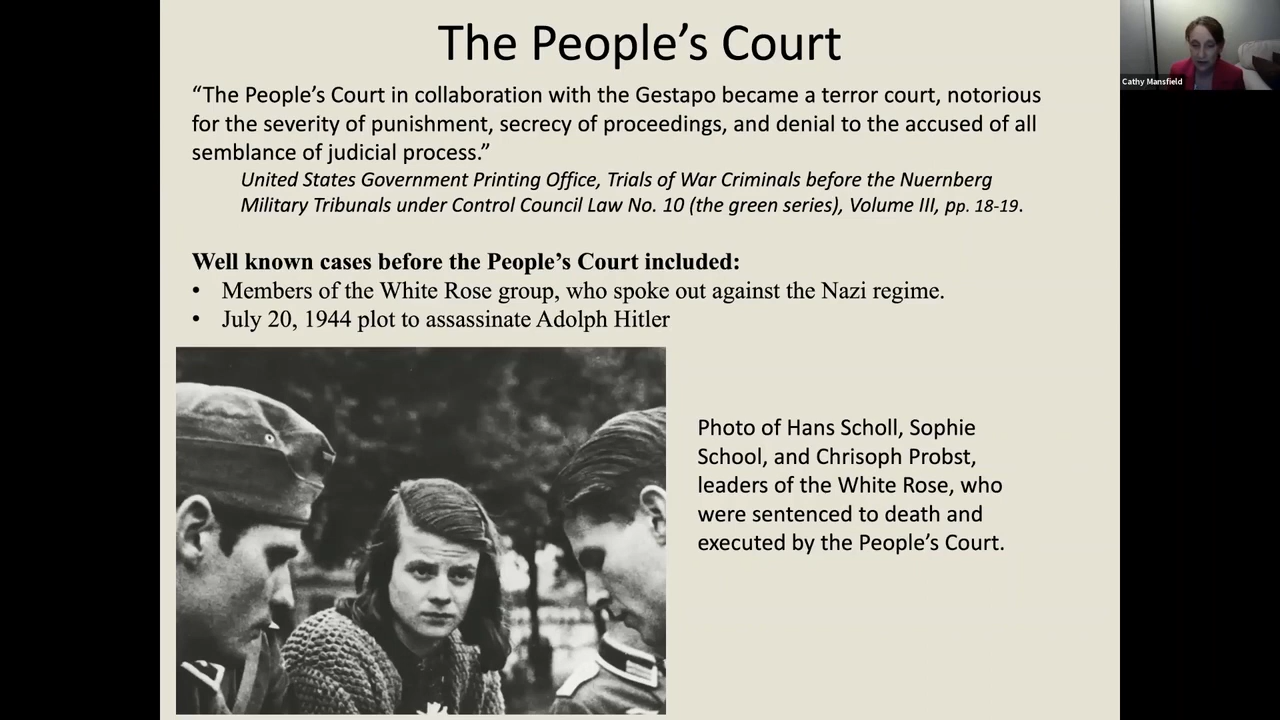 The People’s Court
Cathy Mansfield
“The People’s Court in collaboration with the Gestapo became a terror court, notorious
for the severity of punishment, secrecy of proceedings, and denial to the accused of all
semblance of judicial process.”
United States Government Printing Office, Trials of War Criminals before the Nuernberg
Military Tribunals under Control Council Law No. 10 (the green series), Volume III, pp. 18-19.
Well known cases before the People’s Court included:
• Members of the White Rose group, who spoke out against the Nazi regime.
• July 20, 1944 plot to assassinate Adolph Hitler
Photo of Hans Scholl, Sophie
School, and Chrisoph Probst,
leaders of the White Rose, who
were sentenced to death and
executed by the People’s Court.